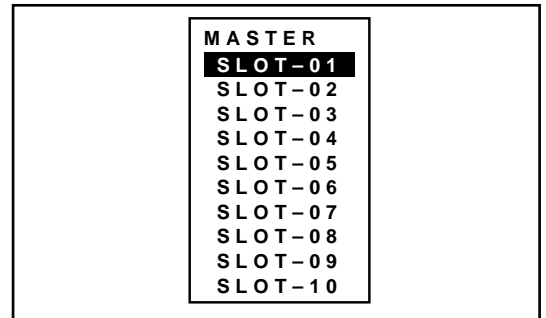 MASTER
SLOT–01
SLOT–02
SLOT–03
SLOT–04
SLOT–05
SLOT–06
SLOT–07
SLOT–08
SLOT–09
SLOT–10